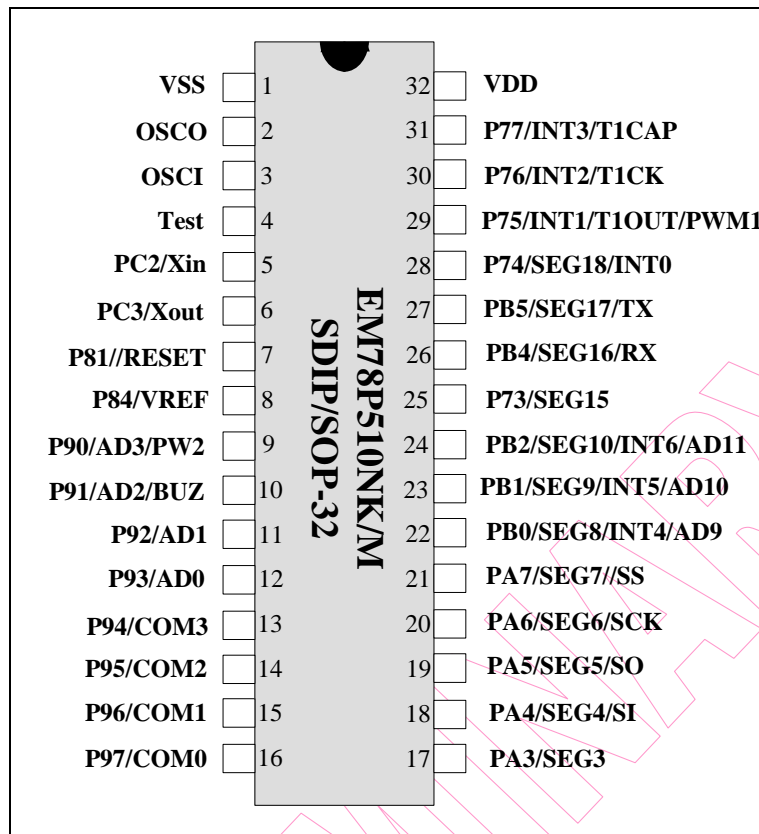 VSS 1 32 VDD
OSCO 2 31 P77/INT3/T1CAP
OSCI 3 30 P76/INT2/T1CK
Test 4 29 P75/INT1/T1OUT/PWM1
PC2/Xin 5 28 P74/SEG18/INT0
PC3/Xout 6 27 PB5/SEG17/TX
P81//RESET 7 26 PB4/SEG16/RX
P84/VREF 8 25 P73/SEG15
P90/AD3/PW2 9 24 PB2/SEG10/INT6/AD11
P91/AD2/BUZ 10 23 PB1/SEG9/INT5/AD10
P92/AD1 11 22 PB0/SEG8/INT4/AD9
P93/AD0 12 21 PA7/SEG7//SS
P94/COM3 13 20 PA6/SEG6/SCK
P95/COM2 14 19 PA5/SEG5/SO
P96/COM1 15 18 PA4/SEG4/SI
P97/COM0 16 17 PA3/SEG3
EM78P510NK/M
SDIP/SOP-32